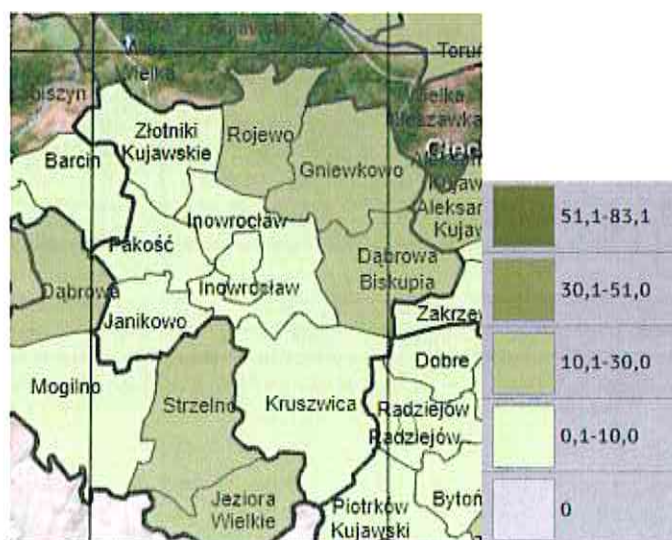 Wielka
Toruń
Złotniki
Kujawskie
Rojewo
Wielka
Barcin
Gniewkowo
Inowrocław
Pakość
Dąbrowa
Biskupia
Dąbrowa
Inowrocław
Janikowo
Zakrze
Dobre
Mogilno
Strzelno
Kruszwica
Radziejów
Radziejów
Jeziora
Wielkie
Piotrków
Kujawski
Bytoń
51,1-83,1
30,1-51,0
10,1-30,0
0,1-10,0
0